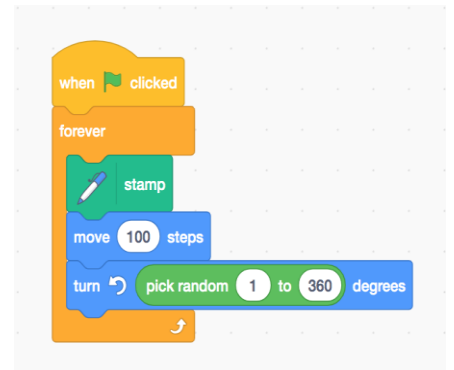 when clicked
forever
stamp
move 100 steps
turn pick random 1 to 360 degrees